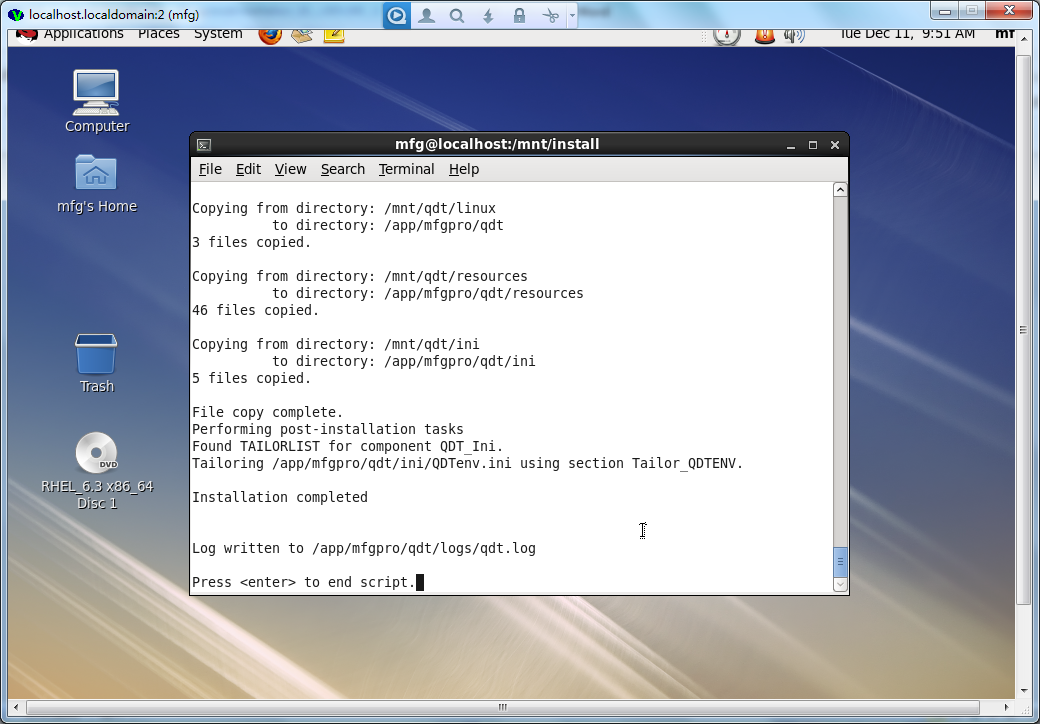 localhost.localdomain:2 (mfg)
Applications Places System
Tue Dec 11, 9:51 AM
mf
Computer
mfg's Home
Trash
DVD
RHEL_6.3 x86_64
Disc 1
mfg@localhost:/mnt/install
File Edit View Search Terminal Help
Copying from directory: /mnt/qdt/linux
to directory: /app/mfgpro/qdt
3 files copied.
Copying from directory: /mnt/qdt/resources
to directory: /app/mfgpro/qdt/resources
46 files copied.
Copying from directory: /mnt/qdt/ini
to directory: /app/mfgpro/qdt/ini
5 files copied.
File copy complete.
Performing post-installation tasks
Found TAILORLIST for component QDT_Ini.
Tailoring /app/mfgpro/qdt/ini/QDTenv.ini using section Tailor_QDTENV.
Installation completed
Log written to /app/mfgpro/qdt/logs/qdt.log
Press <enter> to end script.